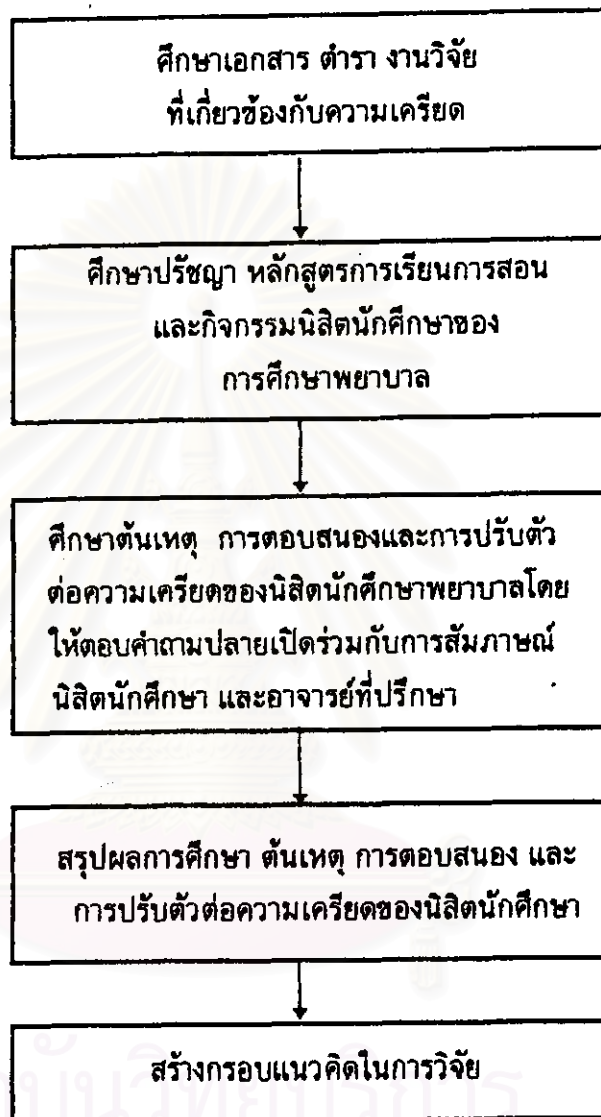 ศึกษาเอกสาร ตำรา งานวิจัย
ที่เกี่ยวข้องกับความเครียด
ศึกษาปรัชญา หลักสูตรการเรียนการสอน
และกิจกรรมนิสิตนักศึกษาของ
การศึกษาพยาบาล
ศึกษาต้นเหตุ การตอบสนองและการปรับตัว
ต่อความเครียดของนิสิตนักศึกษาพยาบาลโดย
ให้ตอบคำถามปลายเปิดร่วมกับการสัมภาษณ์
นิสิตนักศึกษา และอาจารย์ที่ปรึกษา
สรุปผลการศึกษา ต้นเหตุ การตอบสนอง และ
การปรับตัวต่อความเครียดของนิสิตนักศึกษา
สร้างกรอบแนวคิดในการวิจัย